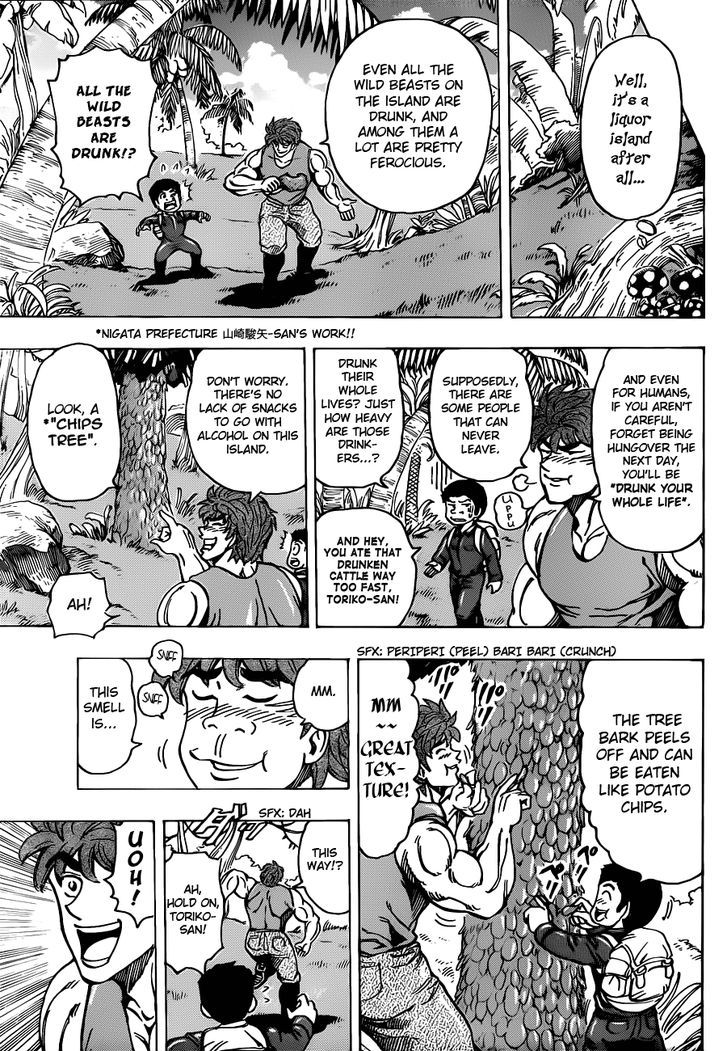 Well,
it's a
liquor
island
after
all...
EVEN ALL THE
WILD BEASTS
ON THE
ISLAND ARE
DRUNK, AND
AMONG THEM A
LOT ARE PRETTY
FEROCIOUS.
ALL THE
WILD
BEASTS
ARE
DRUNK!?
*NIGATA PREFECTURE 山崎駿矢-SAN'S WORK!!
AND EVEN
FOR HUMANS,
IF YOU AREN'T
CAREFUL,
FORGET BEING
HUNGOVER THE
NEXT DAY,
YOU'LL BE
"DRUNK YOUR
WHOLE LIFE".
SUPPOSEDLY,
THERE ARE
SOME PEOPLE
THAT CAN
NEVER
LEAVE.
UPPU
DRUNK
THEIR
WHOLE
LIVES? JUST
HOW HEAVY
ARE THOSE
DRINK-
ERS...?
AND HEY,
YOU ATE THAT
DRUNKEN
CATTLE WAY
TOO FAST,
TORIKO-SAN!
DON'T WORRY.
THERE'S NO
LACK OF SNACKS
TO GO WITH
ALCOHOL ON THIS
ISLAND.
LOOK, A
*"CHIPS
TREE".
AH!
SFX: PERIPERI (PEEL) BARI BARI (CRUNCH)
THE TREE
BARK PEELS
OFF AND CAN
BE EATEN
LIKE POTATO
CHIPS.
MM
~~
GREAT
TEX-
TURE!
MM.
SNIFF
SNIFF
THIS
SMELL
IS...
SFX: DAH
THIS
WAY!?
AH,
HOLD ON,
TORIKO-
SAN!
UOH!